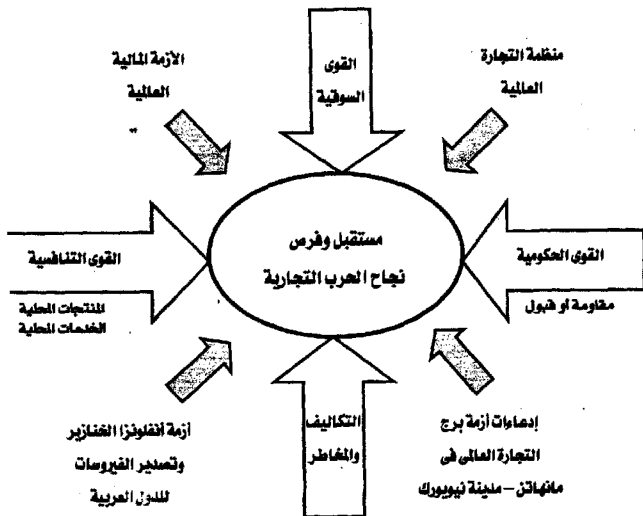 منظمة التجارة
العالمية
القوى
السوقية
الأزمة المالية
العالمية
مستقبل وفرص
نجاح الحرب التجارية
القوى الحكومية
مقاومة أو قبول
القوى التنافسية
المنتجات المحلية
الخدمات المحلية
إدعاءات أزمة برج
التجارة العالمى فى
مانهاتن – مدينة نيويورك
التكاليف
والمخاطر
أزمة أنفلونزا الخنازير
وتصدير الفيروسات
للدول العربية